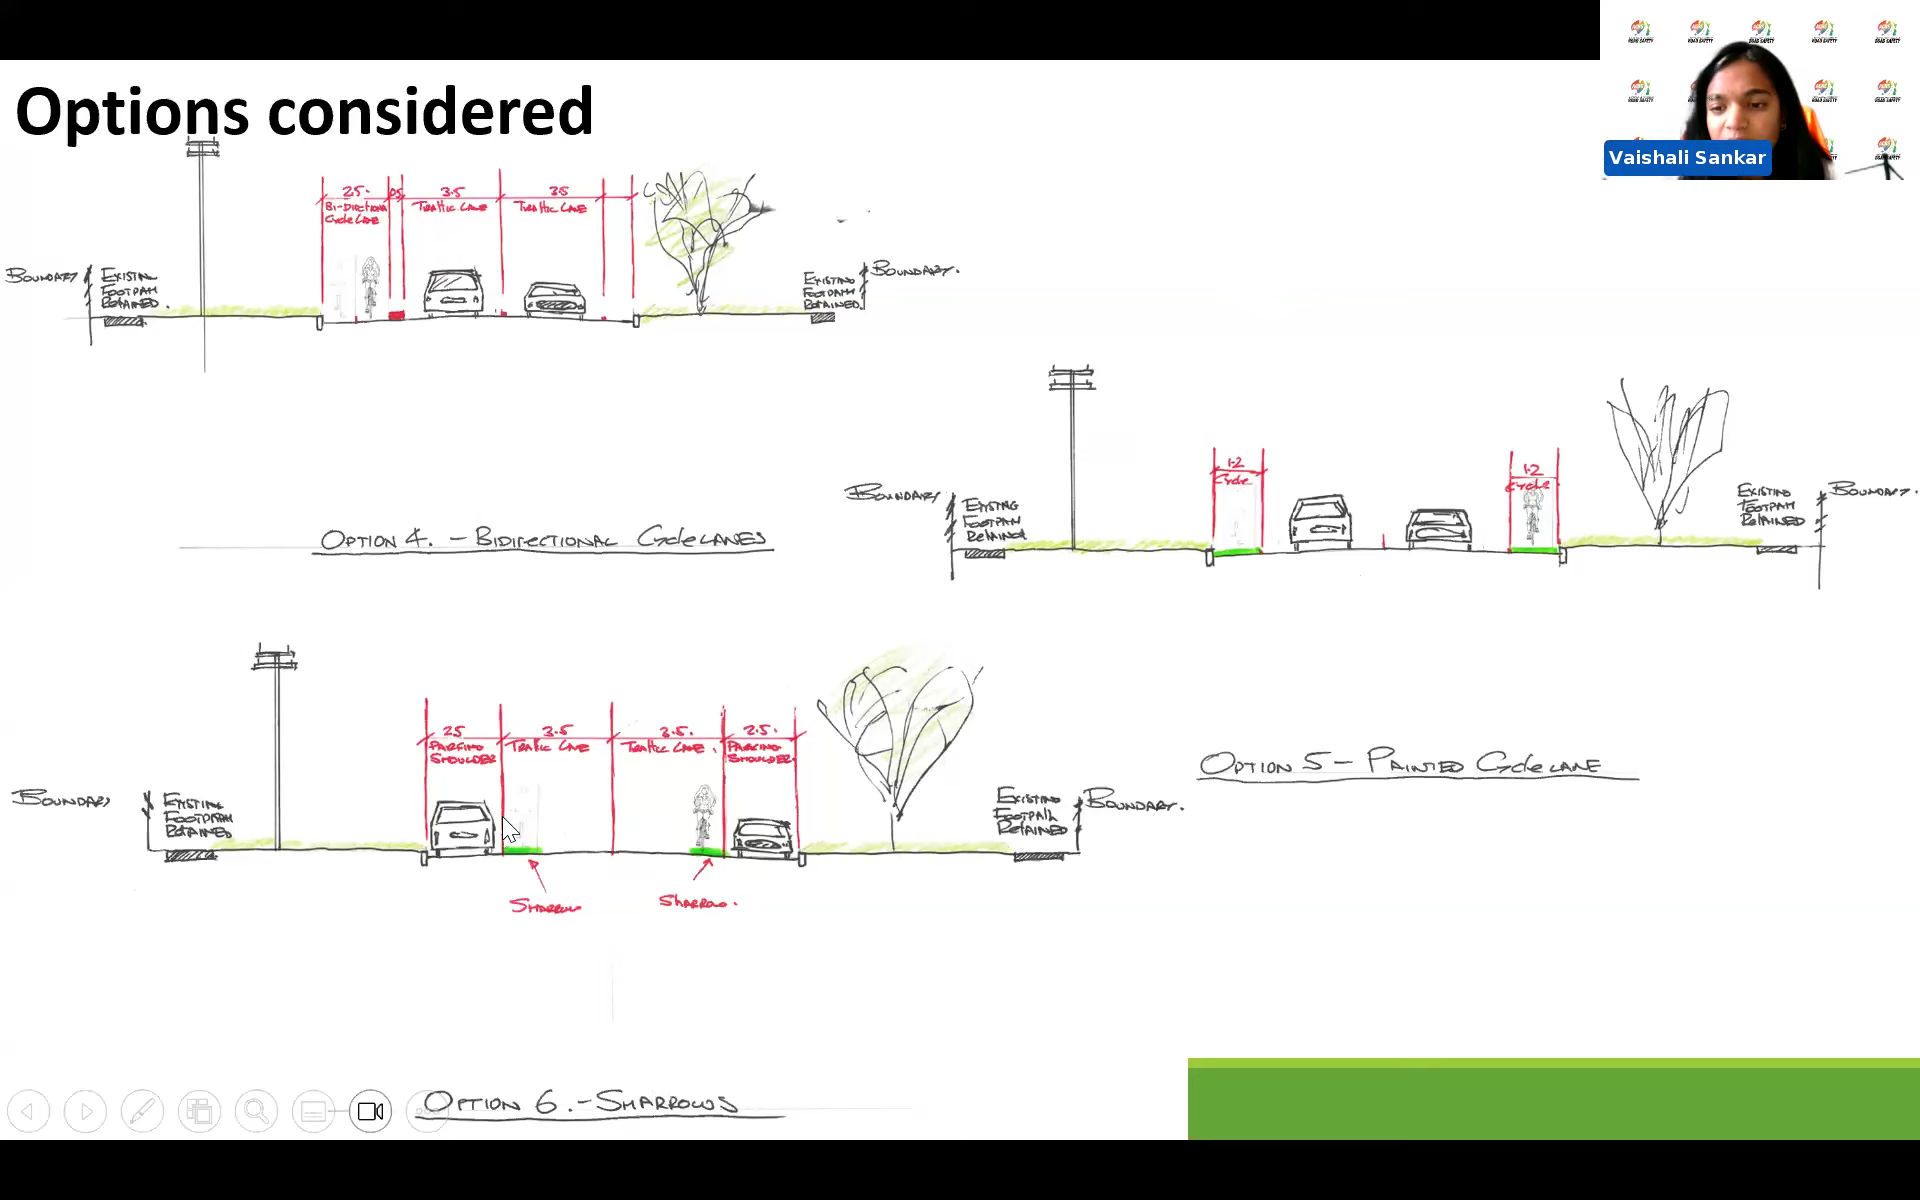 Options considered
ROAD SAFETY
Vaishali Sankar
2.5. 0.5 3.5 3.5
Bi-Directional Cycle Lane
Traffic Lane
Traffic Lane
Boundary
Existing Footpath Retained.
Existing Footpath Retained.
Boundary.
Option 4. - Bidirectional Cycle Lanes
1.2 Cycle
1.2 Cycle
Boundary
Existing Footpath Retained
Existing Footpath Retained
Boundary.
Option 5 - Painted Cycle Lane
2.5 3.5 3.5. 2.5.
Parking Shoulder
Traffic Lane
Traffic Lane.
Parking Shoulder
Boundary
Existing Footpath Retained
Existing Footpath Retained
Boundary.
Sharrow
Sharrow.
Option 6. - Sharrows